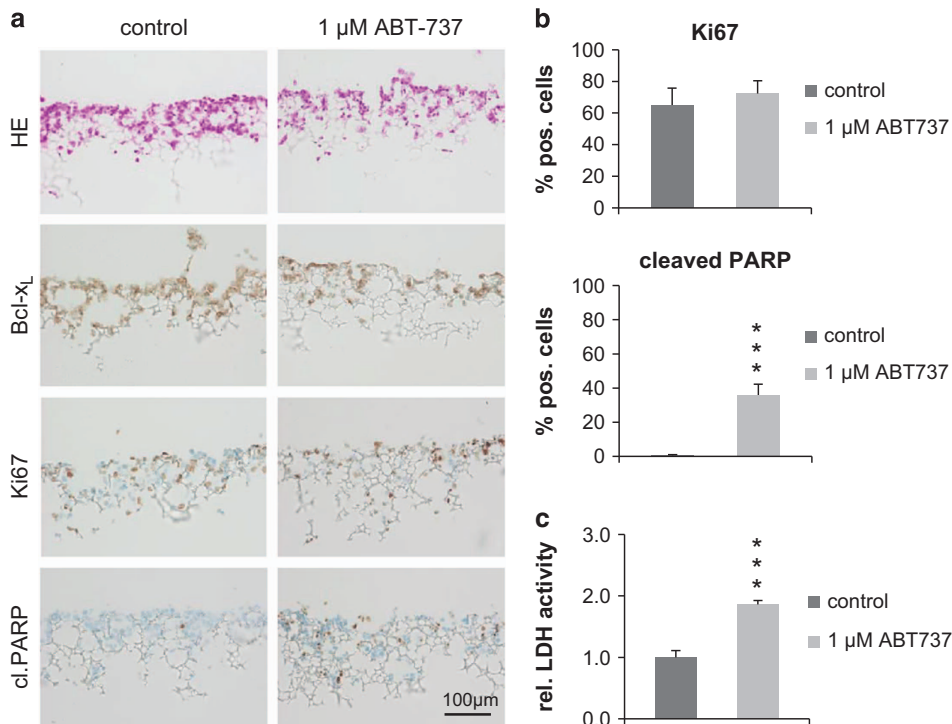 a
control
1 µM ABT-737
HE
Bcl-xL
Ki67
cl.PARP
100µm
b
Ki67
% pos. cells
100
80
60
40
20
0
control
1 µM ABT737
cleaved PARP
% pos. cells
100
80
60
40
20
0
***
control
1 µM ABT737
c
rel. LDH activity
3.0
2.0
1.0
0.0
***
control
1 µM ABT737